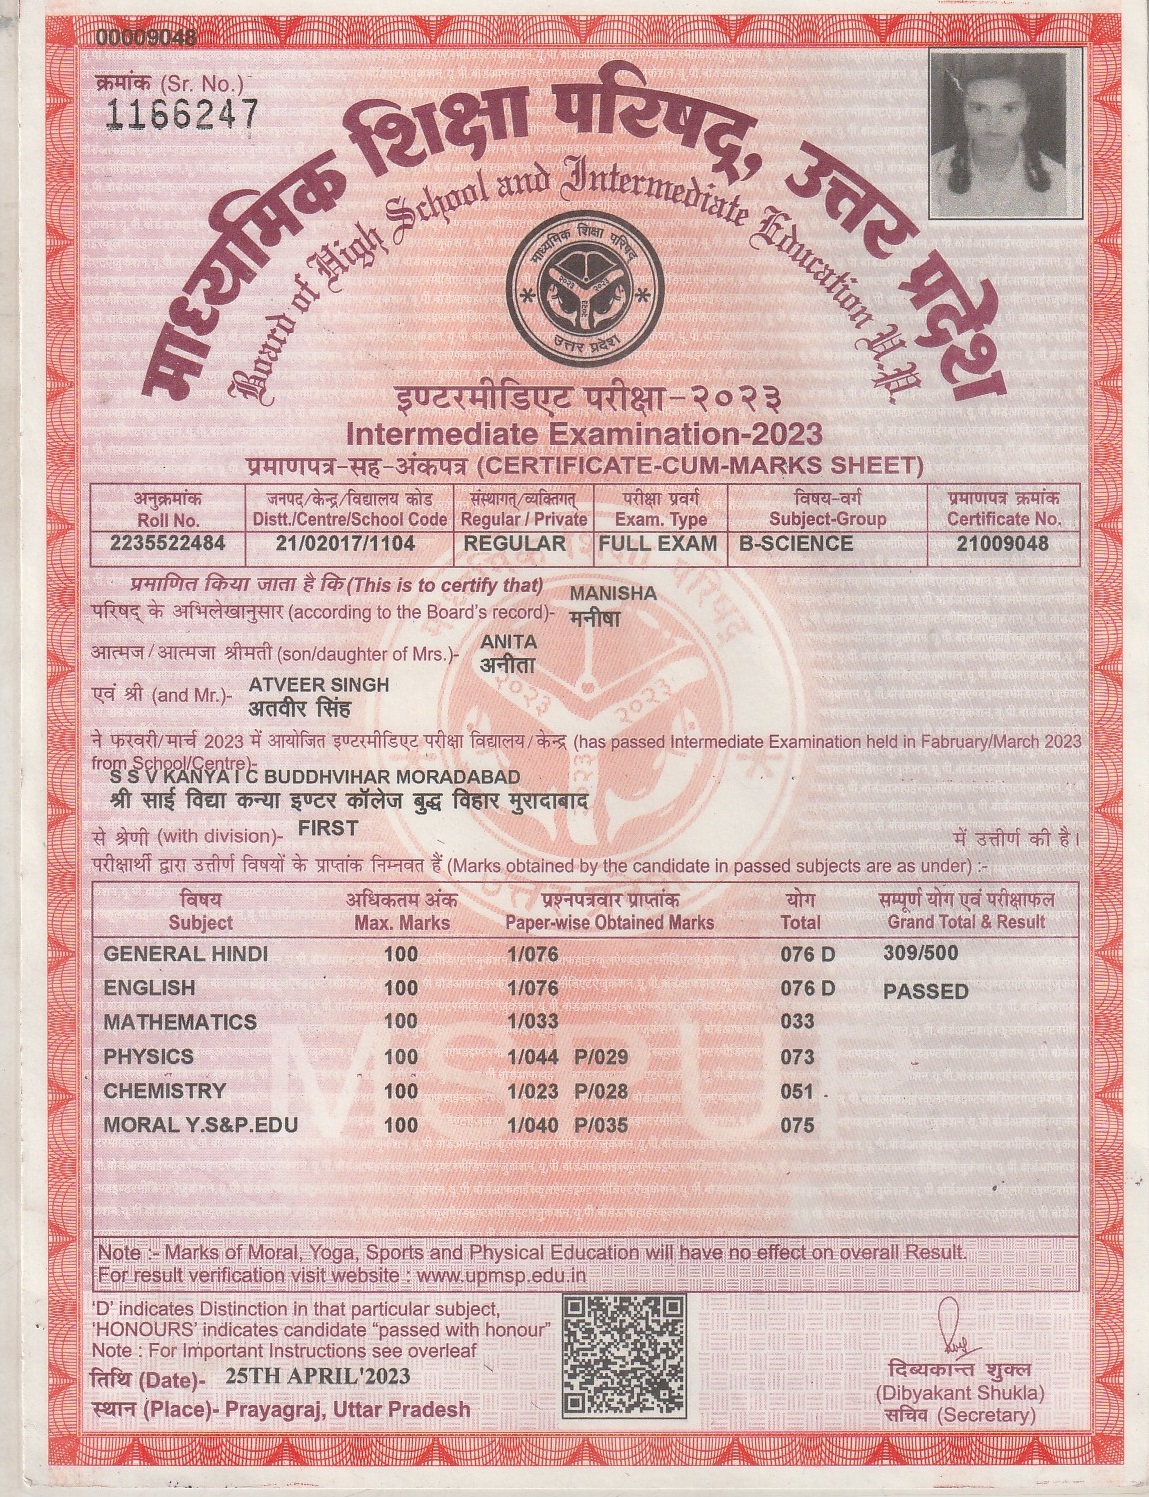 00009048
क्रमांक (Sr. No.)
1166247
माध्यमिक शिक्षा परिषद्, उत्तर प्रदेश
Board of High School and Intermediate Education U.P.
माध्यमिक शिक्षा परिषद
उत्तर प्रदेश
इण्टरमीडिएट परीक्षा-२०२३
Intermediate Examination-2023
प्रमाणपत्र-सह-अंकपत्र (CERTIFICATE-CUM-MARKS SHEET)
अनुक्रमांक जनपद/केन्द्र/विद्यालय कोड संस्थागत्/व्यक्तिगत् परीक्षा प्रवर्ग विषय-वर्ग प्रमाणपत्र क्रमांक
Roll No. Distt./Centre/School Code Regular / Private Exam. Type Subject-Group Certificate No.
2235522484 21/02017/1104 REGULAR FULL EXAM B-SCIENCE 21009048
प्रमाणित किया जाता है कि (This is to certify that) MANISHA
परिषद् के अभिलेखानुसार (according to the Board's record)- मनीषा
ANITA
आत्मज/आत्मजा श्रीमती (son/daughter of Mrs.)- अनीता
ATVEER SINGH
एवं श्री (and Mr.)- अतवीर सिंह
ने फरवरी/मार्च 2023 में आयोजित इण्टरमीडिएट परीक्षा विद्यालय/केन्द्र (has passed Intermediate Examination held in Fabruary/March 2023
from School/Centre)-
S S V KANYA I C BUDDHVIHAR MORADABAD
श्री साई विद्या कन्या इण्टर कॉलेज बुद्ध विहार मुरादाबाद
से श्रेणी (with division)- FIRST में उत्तीर्ण की है।
परीक्षार्थी द्वारा उत्तीर्ण विषयों के प्राप्तांक निम्नवत हैं (Marks obtained by the candidate in passed subjects are as under) :-
विषय अधिकतम अंक प्रश्नपत्रवार प्राप्तांक योग सम्पूर्ण योग एवं परीक्षाफल
Subject Max. Marks Paper-wise Obtained Marks Total Grand Total & Result
GENERAL HINDI 100 1/076 076 D 309/500
ENGLISH 100 1/076 076 D PASSED
MATHEMATICS 100 1/033 033
PHYSICS 100 1/044 P/029 073
CHEMISTRY 100 1/023 P/028 051
MORAL Y.S&P.EDU 100 1/040 P/035 075
Note :- Marks of Moral, Yoga, Sports and Physical Education will have no effect on overall Result.
For result verification visit website : www.upmsp.edu.in
'D' indicates Distinction in that particular subject,
'HONOURS' indicates candidate "passed with honour"
Note : For Important Instructions see overleaf
तिथि (Date)- 25TH APRIL'2023
स्थान (Place)- Prayagraj, Uttar Pradesh
दिव्यकान्त शुक्ल
(Dibyakant Shukla)
सचिव (Secretary)